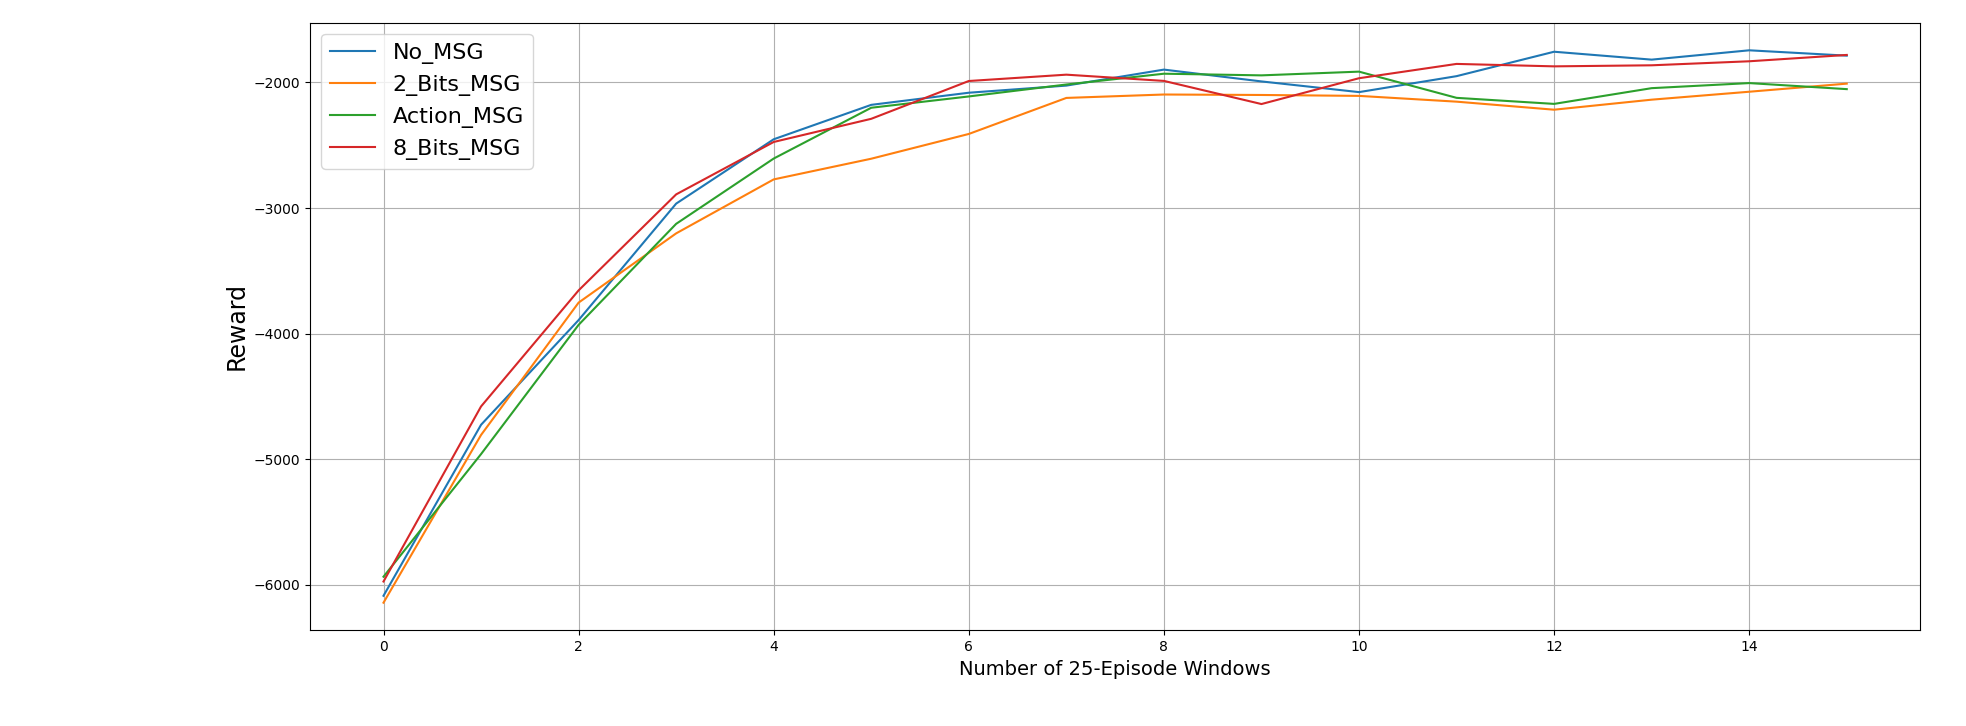 No_MSG
2_Bits_MSG
Action_MSG
8_Bits_MSG
−2000
−3000
−4000
−5000
−6000
Reward
0 2 4 6 8 10 12 14
Number of 25-Episode Windows